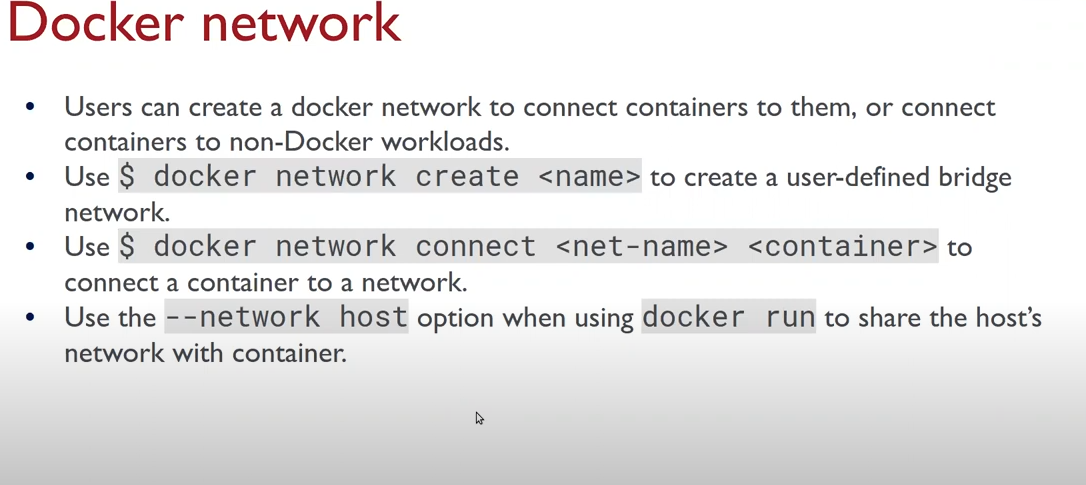 Docker network
• Users can create a docker network to connect containers to them, or connect
containers to non-Docker workloads.
• Use $ docker network create <name> to create a user-defined bridge
network.
• Use $ docker network connect <net-name> <container> to
connect a container to a network.
• Use the --network host option when using docker run to share the host’s
network with container.